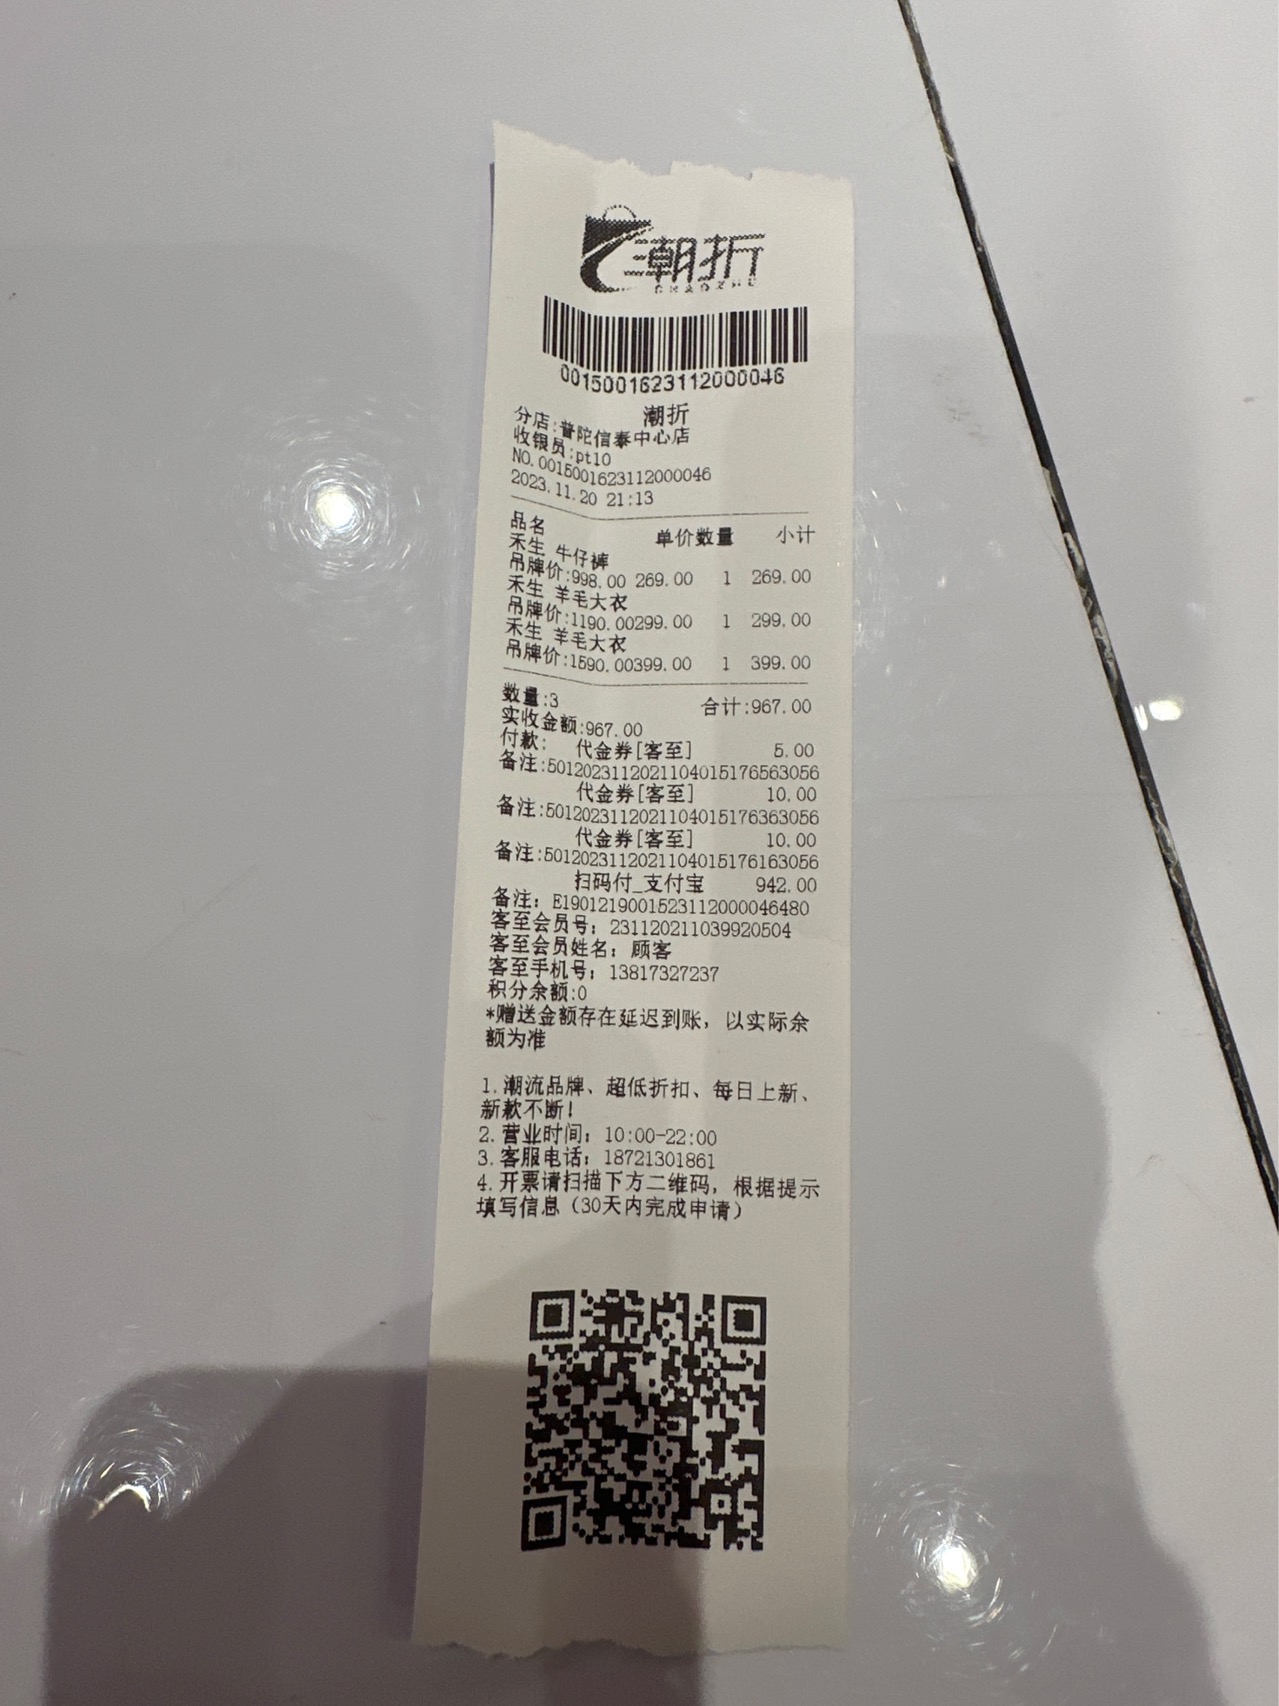 潮折
CHAOZHE
0015001623112000046
潮折
分店:普陀信泰中心店
收银员:pt10
NO.0015001623112000046
2023.11.20 21:13
品名 单价数量 小计
禾生 牛仔裤
吊牌价:998.00 269.00 1 269.00
禾生 羊毛大衣
吊牌价:1190.00299.00 1 299.00
禾生 羊毛大衣
吊牌价:1590.00399.00 1 399.00
数量:3 合计:967.00
实收金额:967.00
付款: 代金券[客至] 5.00
备注:501202311202110401517656​3056
代金券[客至] 10.00
备注:5012023112021104015176363056
代金券[客至] 10.00
备注:5012023112021104015176163056
扫码付_支付宝 942.00
备注: E1901219001523112000046480
客至会员号: 231120211039920504
客至会员姓名: 顾客
客至手机号: 13817327237
积分余额:0
*赠送金额存在延迟到账, 以实际余
额为准
1.潮流品牌、超低折扣、每日上新、
新款不断!
2.营业时间: 10:00-22:00
3.客服电话: 18721301861
4.开票请扫描下方二维码, 根据提示
填写信息(30天内完成申请)